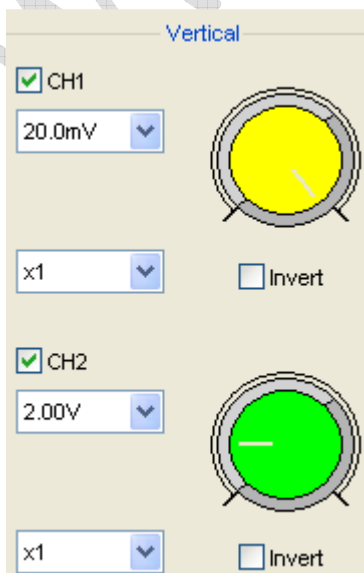 Vertical
CH1
20.0mV
x1
Invert
CH2
2.00V
x1
Invert